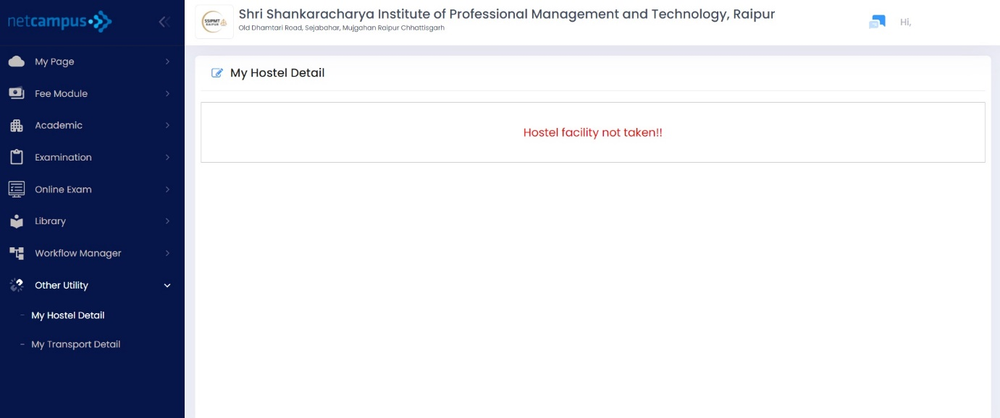 netcampus
Shri Shankaracharya Institute of Professional Management and Technology, Raipur
Old Dhamtari Road, Sejabahar, Mujgahan Raipur Chhattisgarh
SSIPMT
RAIPUR
Hi,
My Page
Fee Module
Academic
Examination
Online Exam
Library
Workflow Manager
Other Utility
- My Hostel Detail
- My Transport Detail
My Hostel Detail
Hostel facility not taken!!